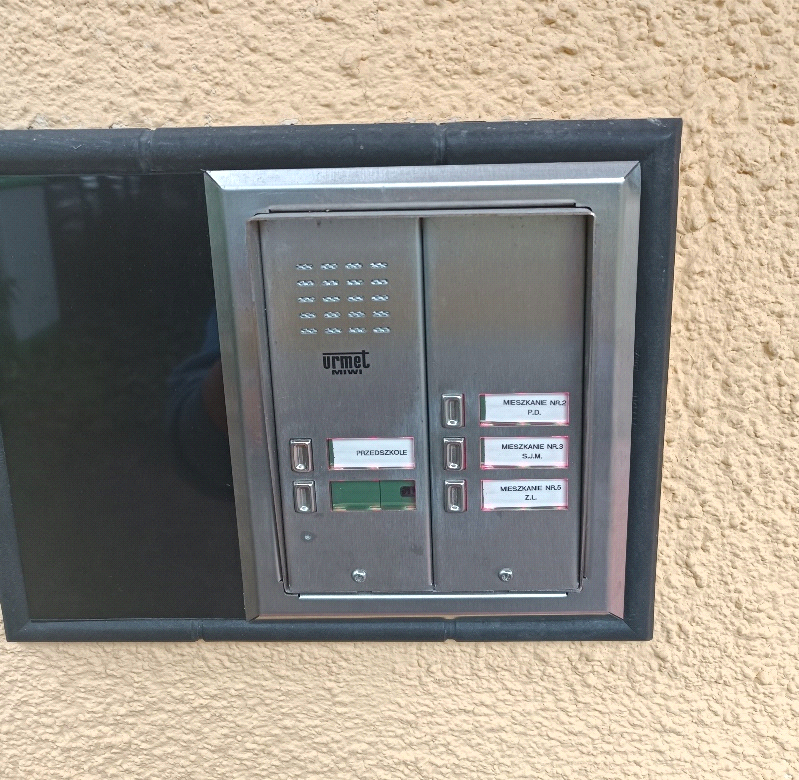 urmet
MIWI
PRZEDSZKOLE
MIESZKANIE NR.2
P.D.
MIESZKANIE NR.3
S.J.M.
MIESZKANIE NR.5
Z.L.